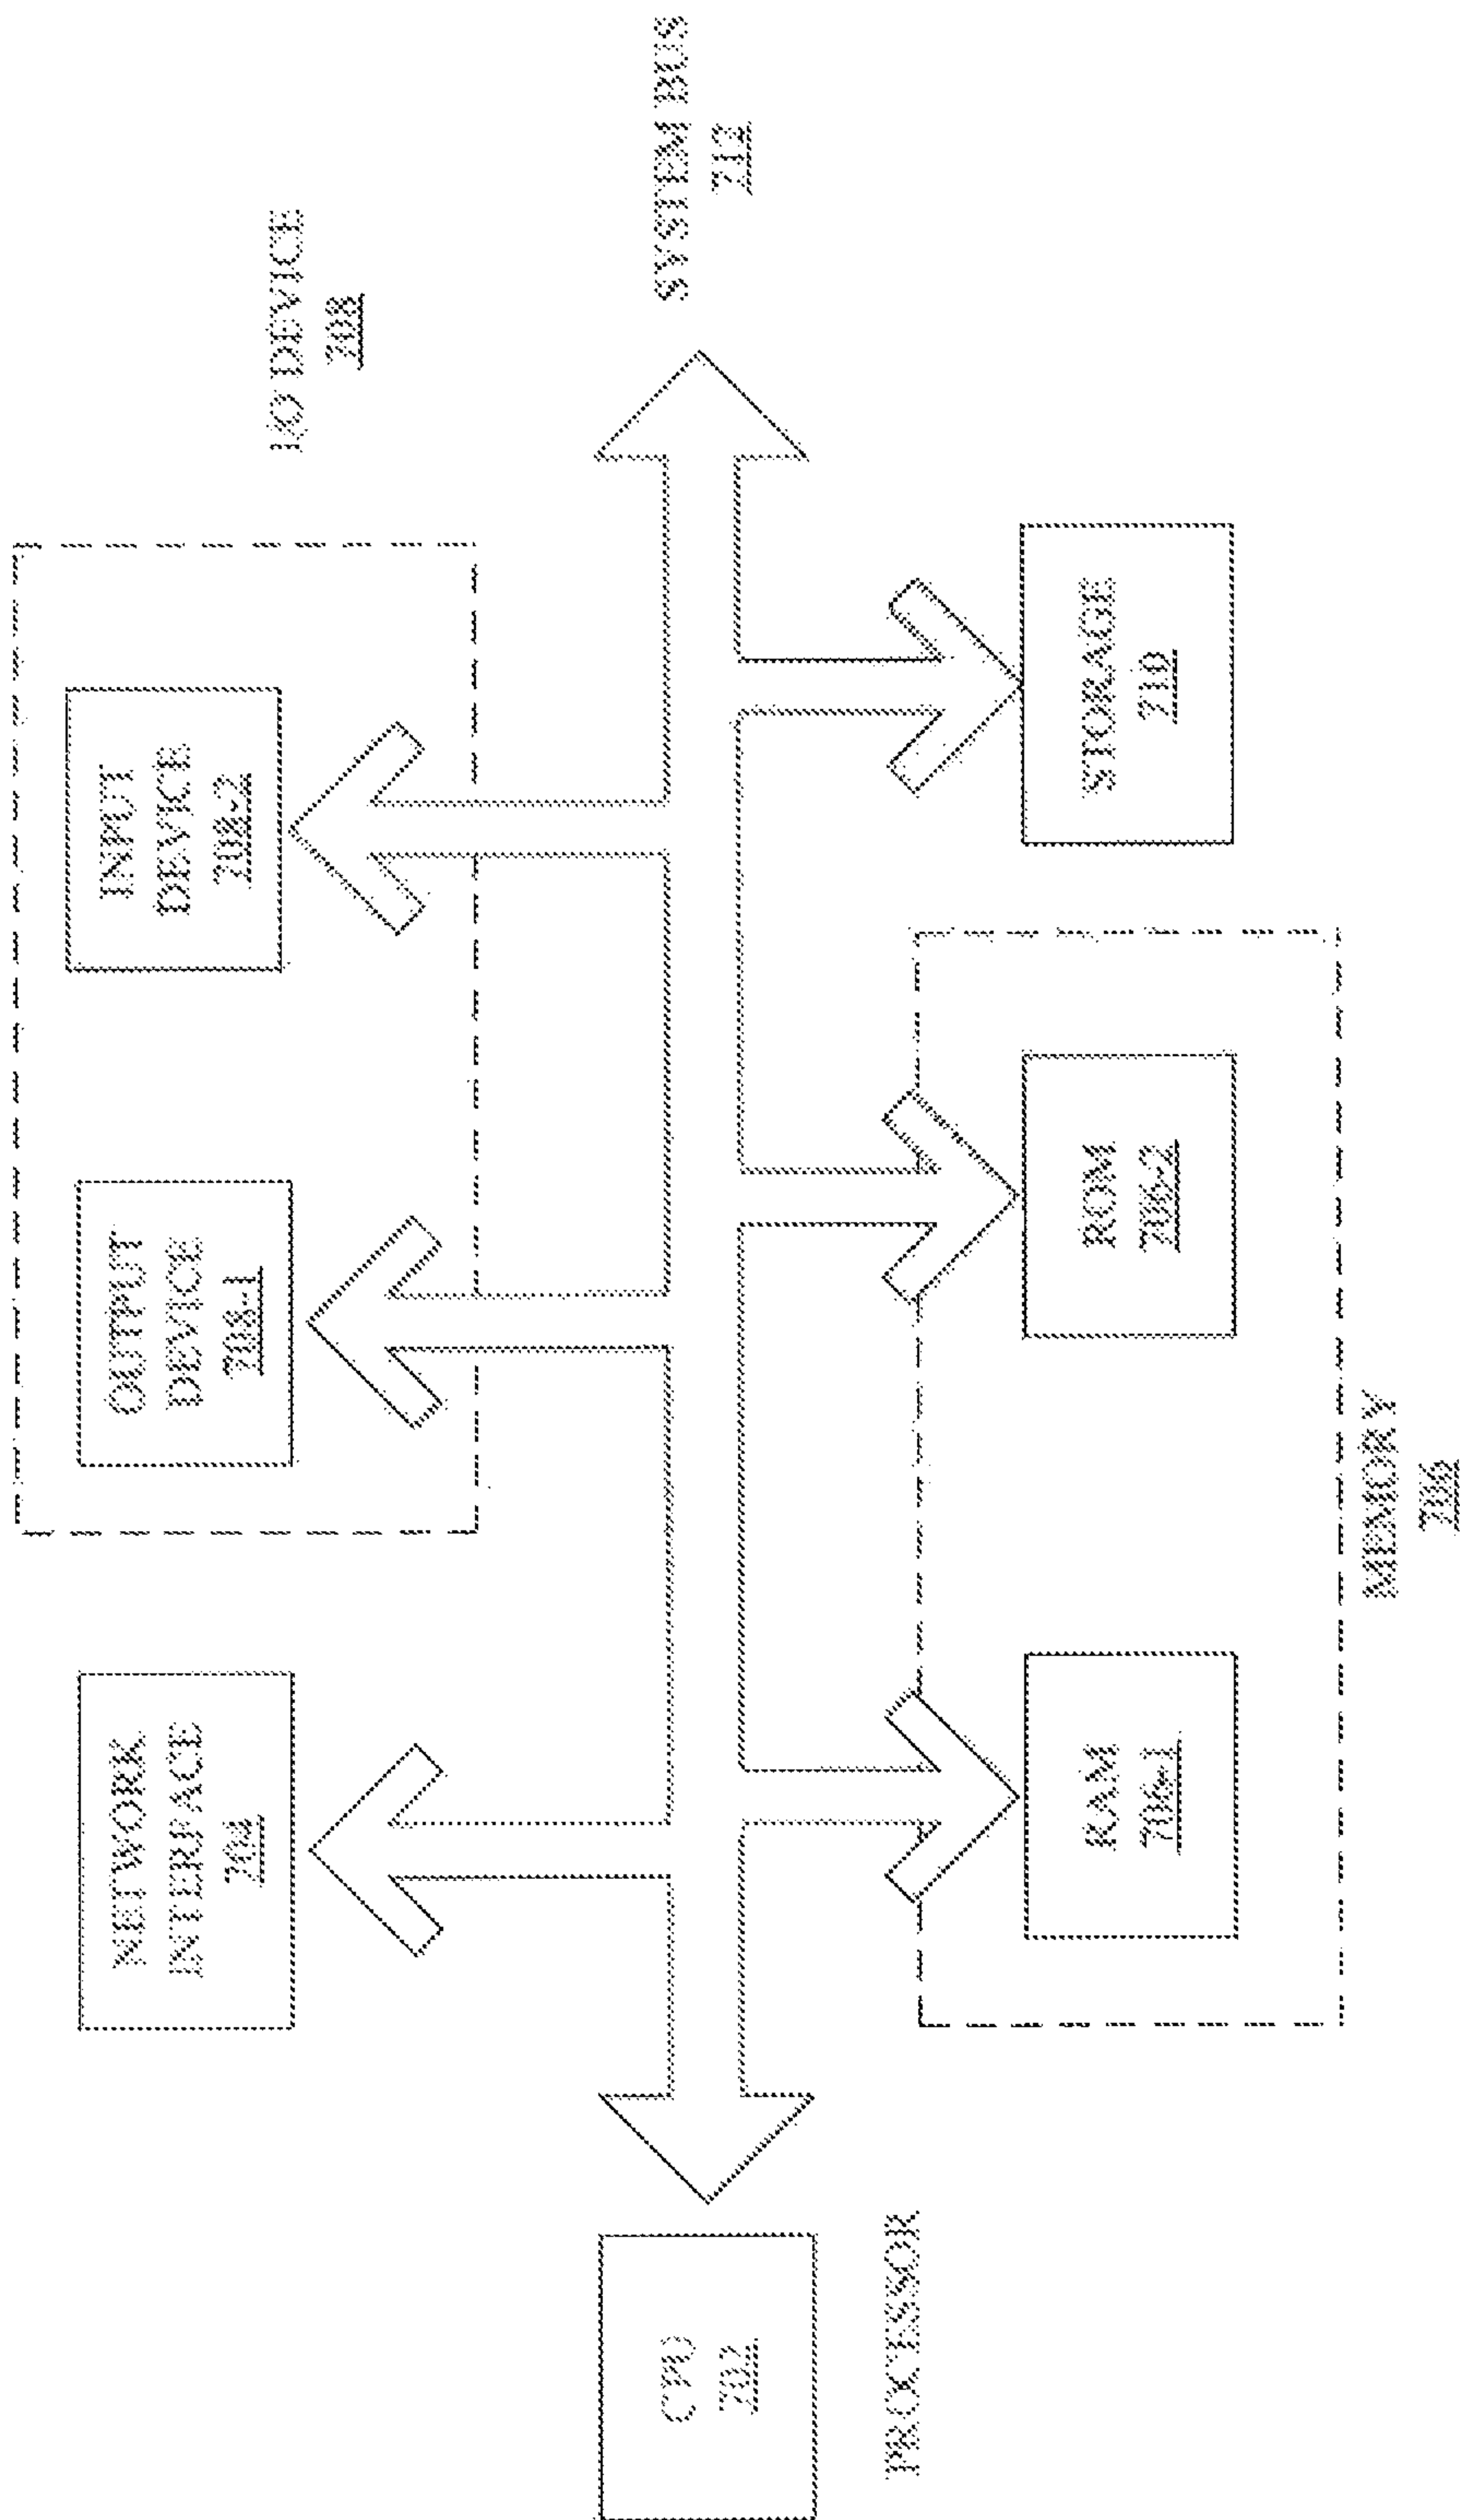 NETWORK
INTERFACE
704
OUTPUT
DEVICE
708-1
INPUT
DEVICE
708-2
I/O DEVICE
708
CPU
702
PROCESSOR
SYSTEM BUS
712
RAM
706-1
ROM
706-2
STORAGE
710
MEMORY
706